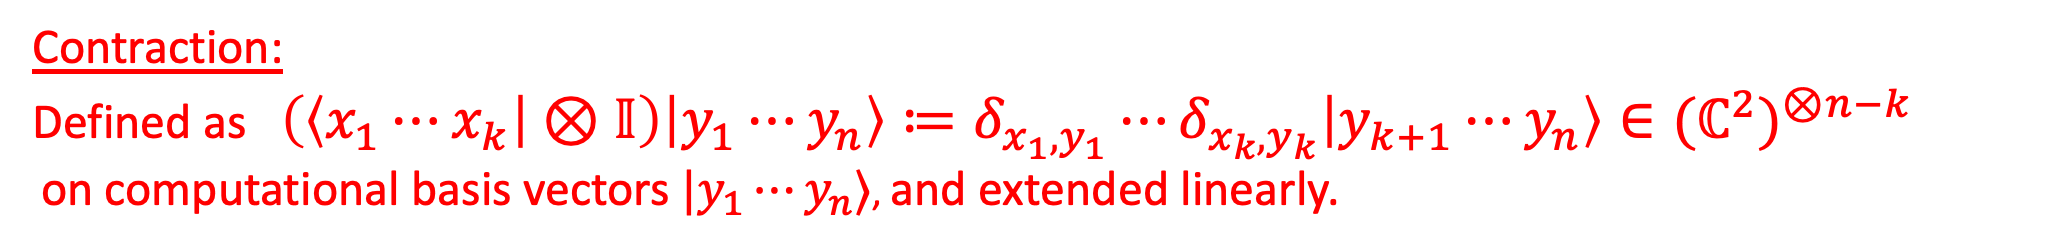 Contraction:
Defined as (⟨x₁ ⋯ xₖ| ⊗ 𝕀)|y₁ ⋯ yₙ⟩ := δ_{x₁,y₁} ⋯ δ_{xₖ,yₖ}|yₖ₊₁ ⋯ yₙ⟩ ∈ (ℂ²)^{⊗n−k}
on computational basis vectors |y₁ ⋯ yₙ⟩, and extended linearly.